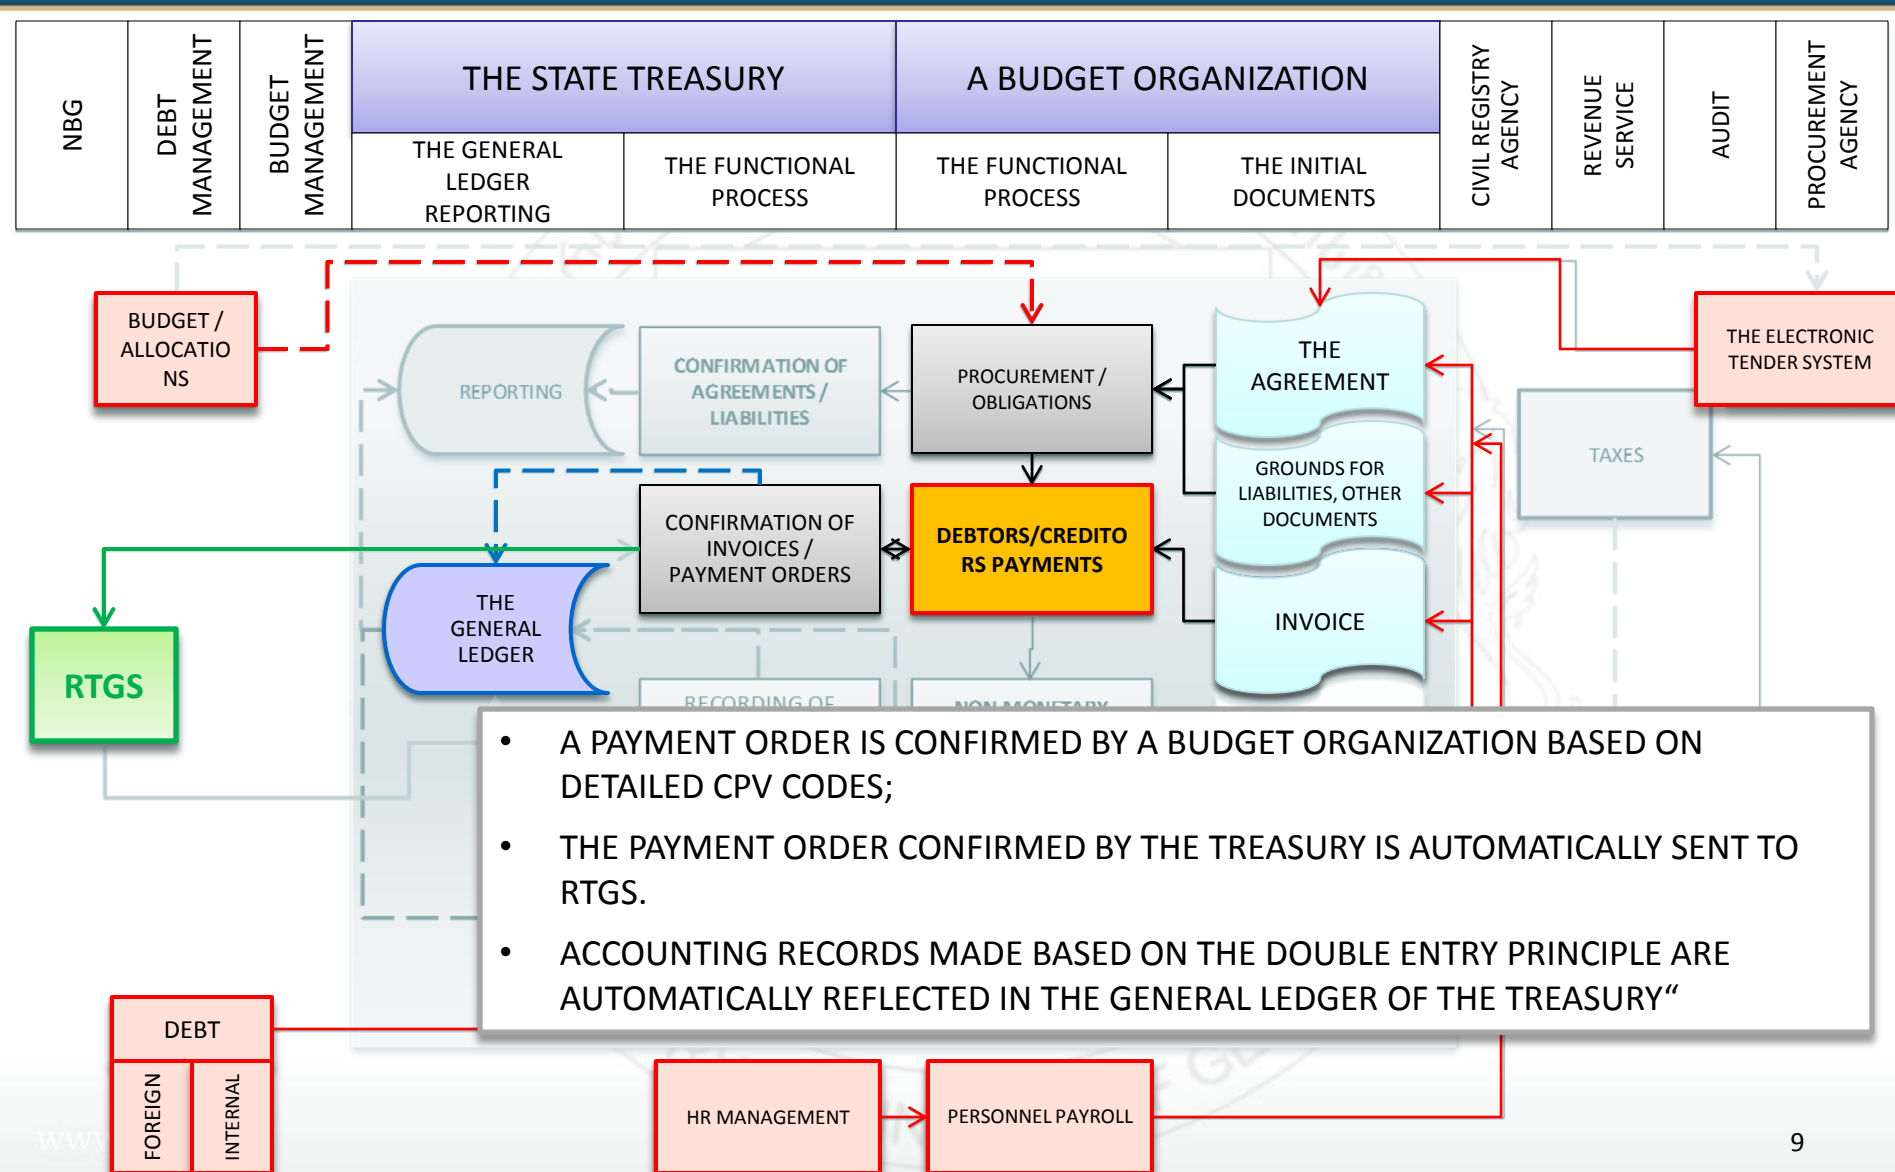 NBG
DEBT
MANAGEMENT
BUDGET
MANAGEMENT
THE STATE TREASURY
A BUDGET ORGANIZATION
THE GENERAL
LEDGER
REPORTING
THE FUNCTIONAL
PROCESS
THE FUNCTIONAL
PROCESS
THE INITIAL
DOCUMENTS
CIVIL REGISTRY
AGENCY
REVENUE
SERVICE
AUDIT
PROCUREMENT
AGENCY
BUDGET /
ALLOCATIO
NS
REPORTING
CONFIRMATION OF
AGREEMENTS /
LIABILITIES
PROCUREMENT /
OBLIGATIONS
THE
AGREEMENT
THE ELECTRONIC
TENDER SYSTEM
TAXES
GROUNDS FOR
LIABILITIES, OTHER
DOCUMENTS
CONFIRMATION OF
INVOICES /
PAYMENT ORDERS
DEBTORS/CREDITO
RS PAYMENTS
INVOICE
THE
GENERAL
LEDGER
RTGS
RECORDING OF
NON MONETARY
• A PAYMENT ORDER IS CONFIRMED BY A BUDGET ORGANIZATION BASED ON
DETAILED CPV CODES;
• THE PAYMENT ORDER CONFIRMED BY THE TREASURY IS AUTOMATICALLY SENT TO
RTGS.
• ACCOUNTING RECORDS MADE BASED ON THE DOUBLE ENTRY PRINCIPLE ARE
AUTOMATICALLY REFLECTED IN THE GENERAL LEDGER OF THE TREASURY“
DEBT
FOREIGN
INTERNAL
HR MANAGEMENT
PERSONNEL PAYROLL
9